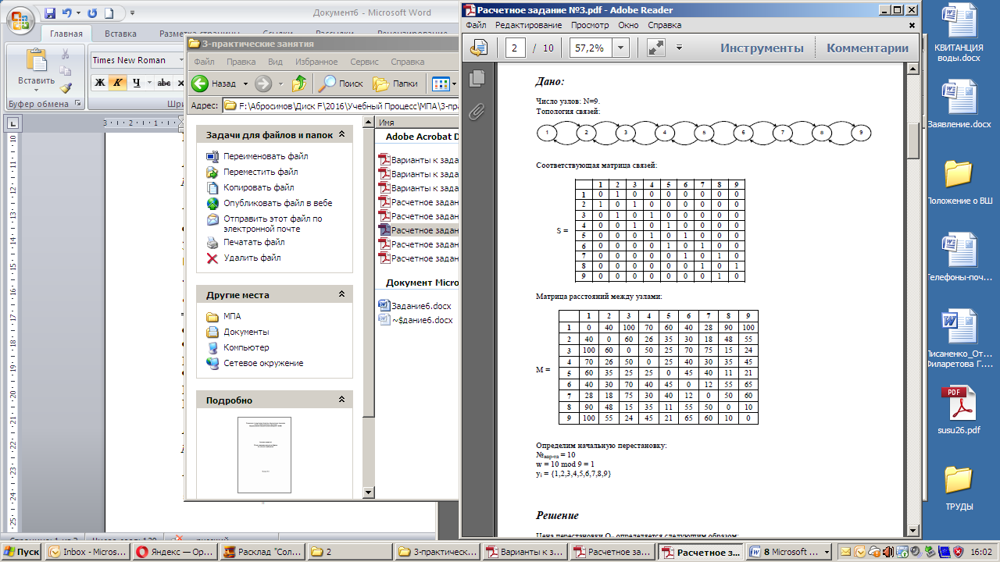 Документ6 - Microsoft Word
Главная
Вставка
Разметка страницы
Ссылки
Рассылки
Рецензирование
Вставить
Буфер обмена
Times New Roman
Ж К Ч abc
3-практические занятия
Файл Правка Вид Избранное Сервис Справка
Назад Поиск Папки
Адрес: F:\Абросимов\Диск F\2016\Учебный Процесс\МПА\3-пра
Задачи для файлов и папок
Переименовать файл
Переместить файл
Копировать файл
Опубликовать файл в вебе
Отправить этот файл по
электронной почте
Печатать файл
Удалить файл
Другие места
МПА
Документы
Компьютер
Сетевое окружение
Подробно
Имя
Adobe Acrobat D
Варианты к зада
Варианты к зада
Варианты к зада
Расчетное задан
Расчетное задан
Расчетное задан
Расчетное задан
Расчетное задан
Документ Micros
Задание6.docx
~$дание6.docx
Расчетное задание №3.pdf - Adobe Reader
Файл Редактирование Просмотр Окно Справка
2 / 10 57,2% Инструменты Комментарии
Дано:
Число узлов: N=9.
Топология связей:
1 2 3 4 5 6 7 8 9
Соответствующая матрица связей:
1 2 3 4 5 6 7 8 9
1 0 1 0 0 0 0 0 0 0
2 1 0 1 0 0 0 0 0 0
3 0 1 0 1 0 0 0 0 0
4 0 0 1 0 1 0 0 0 0
S =
5 0 0 0 1 0 1 0 0 0
6 0 0 0 0 1 0 1 0 0
7 0 0 0 0 0 1 0 1 0
8 0 0 0 0 0 0 1 0 1
9 0 0 0 0 0 0 0 1 0
Матрица расстояний между узлами:
1 2 3 4 5 6 7 8 9
1 0 40 100 70 60 40 28 90 100
2 40 0 60 26 35 30 18 48 55
3 100 60 0 50 25 70 75 15 24
4 70 26 50 0 25 40 30 35 45
M =
5 60 35 25 25 0 45 40 11 21
6 40 30 70 40 45 0 12 55 65
7 28 18 75 30 40 12 0 50 60
8 90 48 15 35 11 55 50 0 10
9 100 55 24 45 21 65 60 10 0
Определим начальную перестановку:
№вар-та = 10
w = 10 mod 9 = 1
y₁ = {1,2,3,4,5,6,7,8,9}
Решение
Цена перестановки Q определяется следующим образом:
КВИТАНЦИЯ
воды.docx
Заявление.docx
Положение о ВШ
Телефоны-поч...
Писаненко_От...
Филаретова Г....
PDF
susu26.pdf
ТРУДЫ
Пуск
Inbox - Micros...
Яндекс — Op...
Расклад "Сол...
2
3-практическ...
Варианты к з...
Расчетное за...
Расчетное з...
8 Microsoft ...
16:02